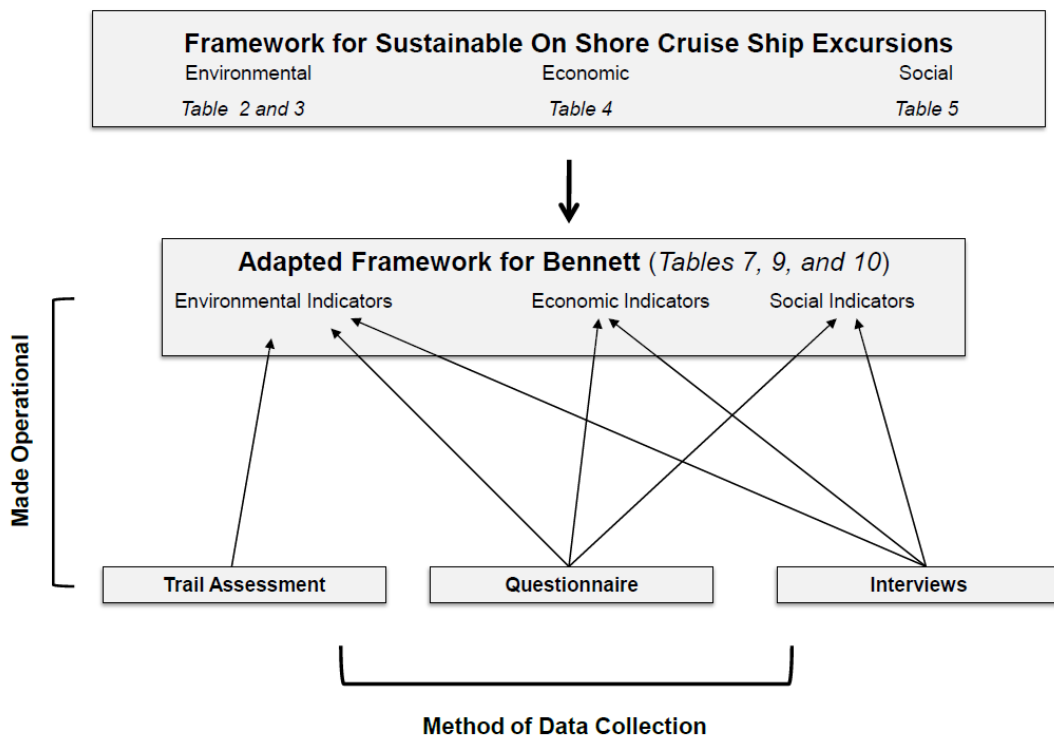 Framework for Sustainable On Shore Cruise Ship Excursions
Environmental Economic Social
Table 2 and 3 Table 4 Table 5
Adapted Framework for Bennett (Tables 7, 9, and 10)
Environmental Indicators Economic Indicators Social Indicators
Made Operational
Trail Assessment Questionnaire Interviews
Method of Data Collection